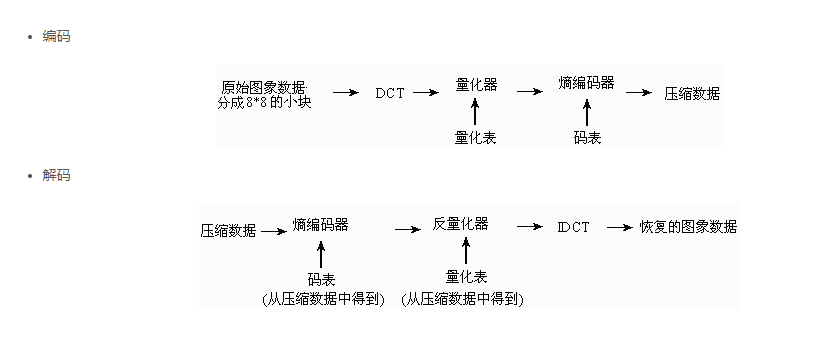 编码
原始图象数据
分成8*8的小块
DCT
量化器
熵编码器
压缩数据
量化表
码表
解码
压缩数据
熵编码器
反量化器
IDCT
恢复的图象数据
码表
(从压缩数据中得到)
量化表
(从压缩数据中得到)